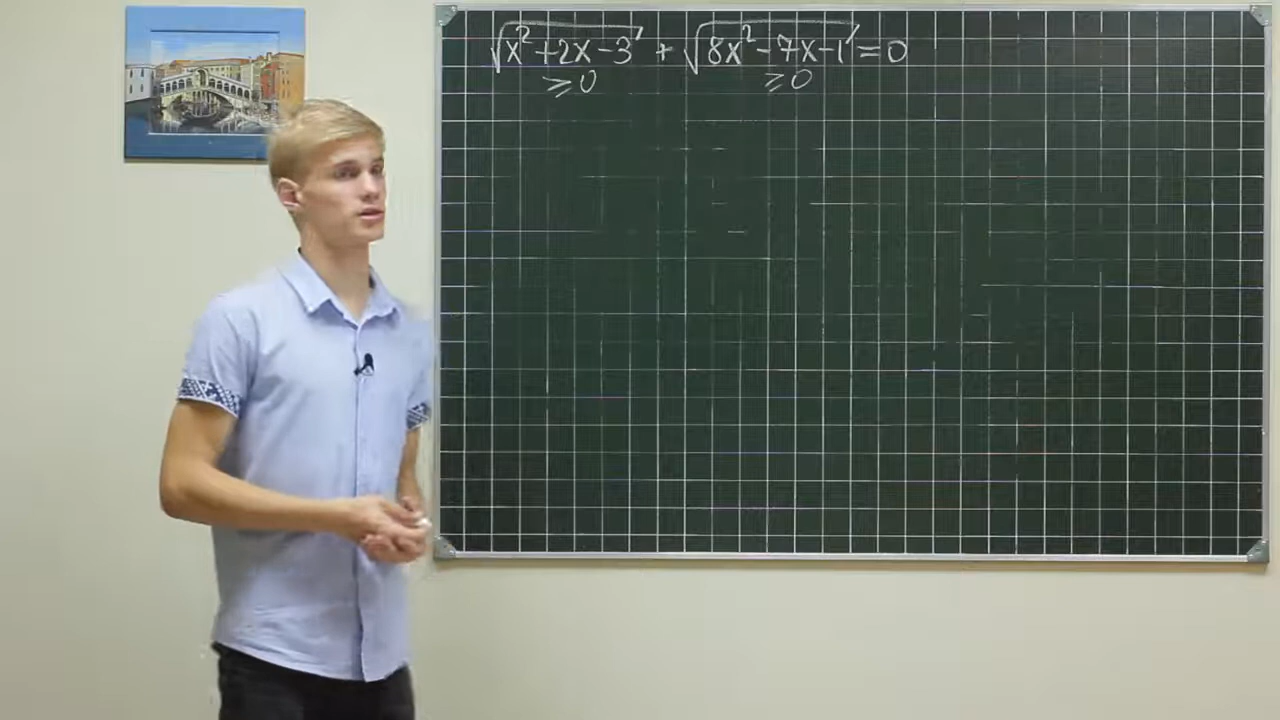 √(x²+2x-3) + √(8x²-7x-1) = 0
≥0 ≥0